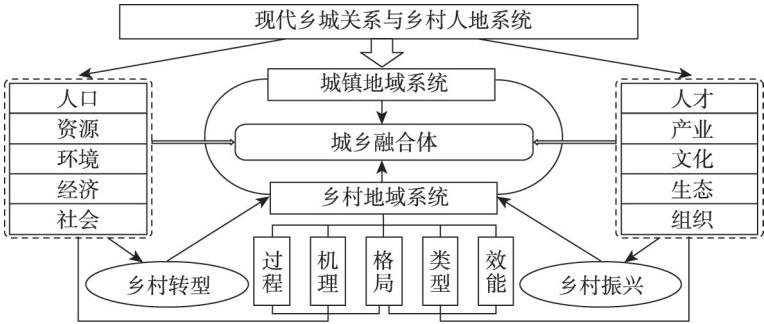 现代乡城关系与乡村人地系统
城镇地域系统
人口
资源
环境
经济
社会
城乡融合体
人才
产业
文化
生态
组织
乡村地域系统
过程
机理
格局
类型
效能
乡村转型
乡村振兴